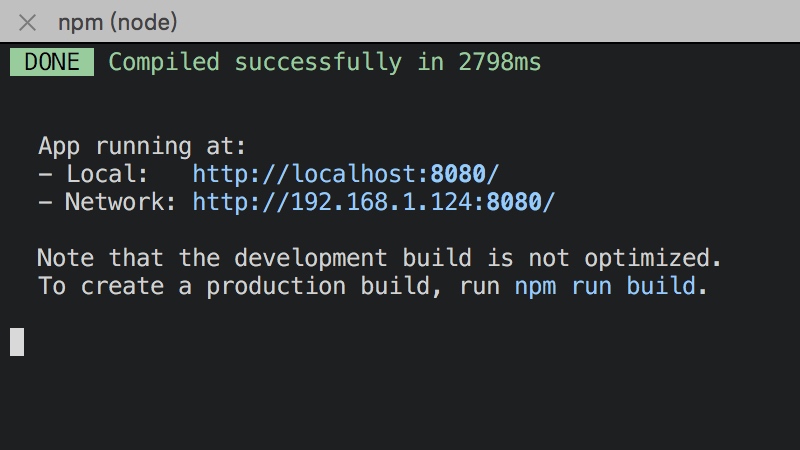 npm (node)
DONE Compiled successfully in 2798ms
App running at:
- Local: http://localhost:8080/
- Network: http://192.168.1.124:8080/
Note that the development build is not optimized.
To create a production build, run npm run build.